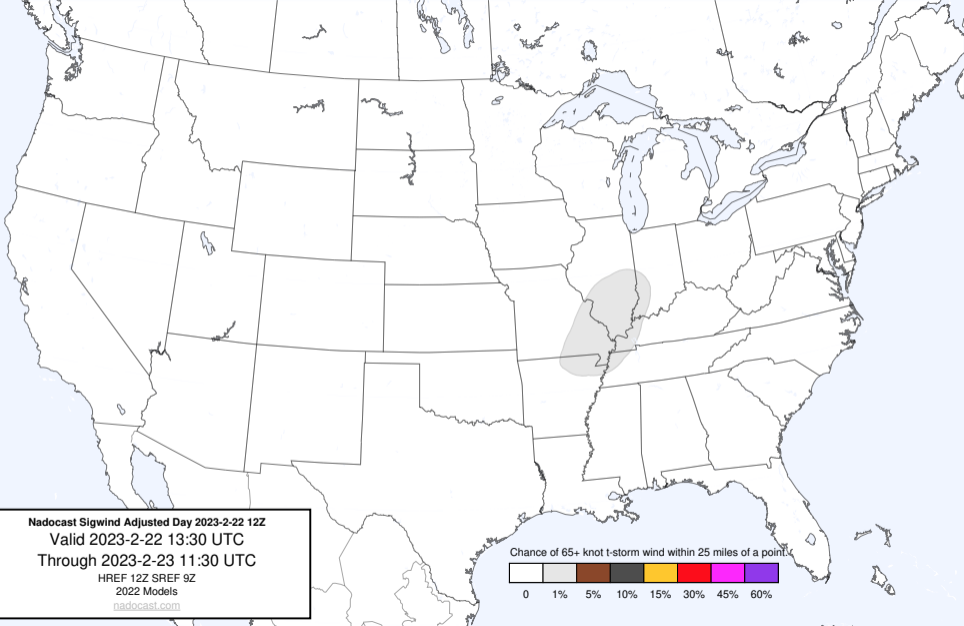 Nadocast Sigwind Adjusted Day 2023-2-22 12Z
Valid 2023-2-22 13:30 UTC
Through 2023-2-23 11:30 UTC
HREF 12Z SREF 9Z
2022 Models
nadocast.com
Chance of 65+ knot t-storm wind within 25 miles of a point.
0 1% 5% 10% 15% 30% 45% 60%